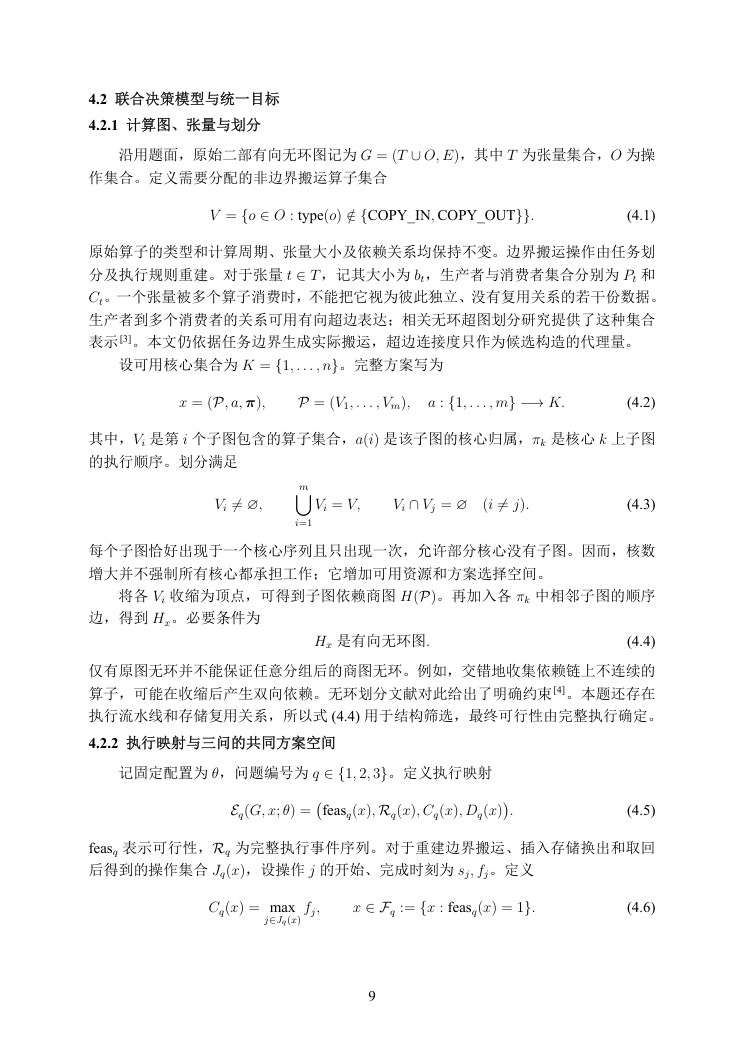 4.2 联合决策模型与统一目标
4.2.1 计算图、张量与划分
沿用题面，原始二部有向无环图记为 G = (T ∪ O, E)，其中 T 为张量集合，O 为操
作集合。定义需要分配的非边界搬运算子集合
V = {o ∈ O : type(o) ∉ {COPY_IN, COPY_OUT}}. (4.1)
原始算子的类型和计算周期、张量大小及依赖关系均保持不变。边界搬运操作由任务划
分及执行规则重建。对于张量 t ∈ T，记其大小为 b_t，生产者与消费者集合分别为 P_t 和
C_t。一个张量被多个算子消费时，不能把它视为彼此独立、没有复用关系的若干份数据。
生产者到多个消费者的关系可用有向超边表达；相关无环超图划分研究提供了这种集合
表示[3]。本文仍依据任务边界生成实际搬运，超边连接度只作为候选构造的代理量。
设可用核心集合为 K = {1, . . . , n}。完整方案写为
x = (𝒫, a, π), 𝒫 = (V_1, . . . , V_m), a : {1, . . . , m} ⟶ K. (4.2)
其中，V_i 是第 i 个子图包含的算子集合，a(i) 是该子图的核心归属，π_k 是核心 k 上子图
的执行顺序。划分满足
V_i ≠ ∅, ⋃_{i=1}^{m} V_i = V, V_i ∩ V_j = ∅ (i ≠ j). (4.3)
每个子图恰好出现于一个核心序列且只出现一次，允许部分核心没有子图。因而，核数
增大并不强制所有核心都承担工作；它增加可用资源和方案选择空间。
将各 V_i 收缩为顶点，可得到子图依赖商图 H(𝒫)。再加入各 π_k 中相邻子图的顺序
边，得到 H_x。必要条件为
H_x 是有向无环图. (4.4)
仅有原图无环并不能保证任意分组后的商图无环。例如，交错地收集依赖链上不连续的
算子，可能在收缩后产生双向依赖。无环划分文献对此给出了明确约束[4]。本题还存在
执行流水线和存储复用关系，所以式 (4.4) 用于结构筛选，最终可行性由完整执行确定。
4.2.2 执行映射与三问的共同方案空间
记固定配置为 θ，问题编号为 q ∈ {1, 2, 3}。定义执行映射
ℰ_q(G, x; θ) = (feas_q(x), ℛ_q(x), C_q(x), D_q(x)). (4.5)
feas_q 表示可行性，ℛ_q 为完整执行事件序列。对于重建边界搬运、插入存储换出和取回
后得到的操作集合 J_q(x)，设操作 j 的开始、完成时刻为 s_j, f_j。定义
C_q(x) = max_{j∈J_q(x)} f_j, x ∈ ℱ_q := {x : feas_q(x) = 1}. (4.6)
9